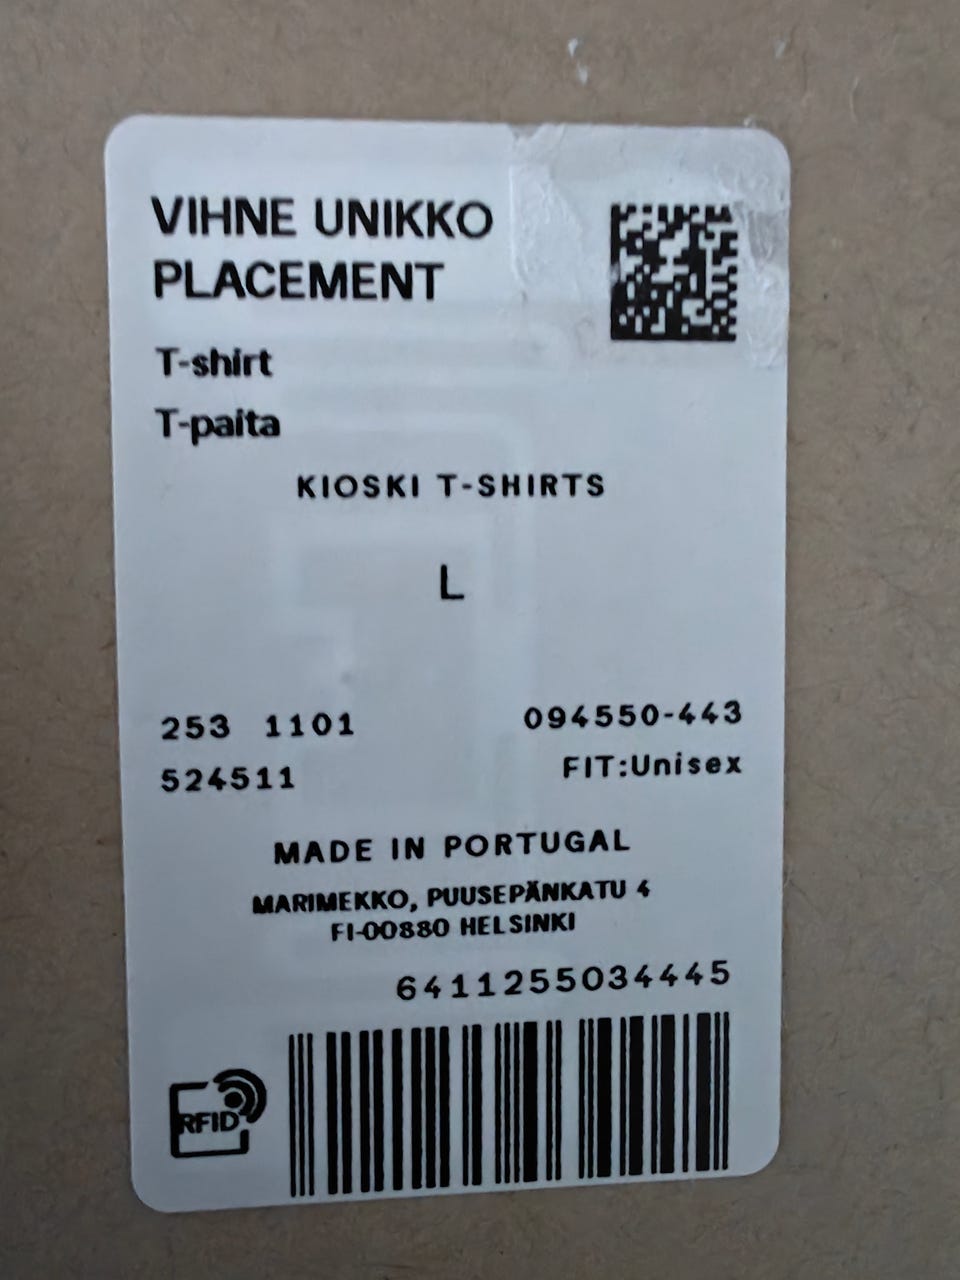 VIHNE UNIKKO
PLACEMENT
T-shirt
T-paita
KIOSKI T-SHIRTS
L
253 1101 094550-443
524511 FIT:Unisex
MADE IN PORTUGAL
MARIMEKKO, PUUSEPÄNKATU 4
FI-00880 HELSINKI
6411255034445
RFID